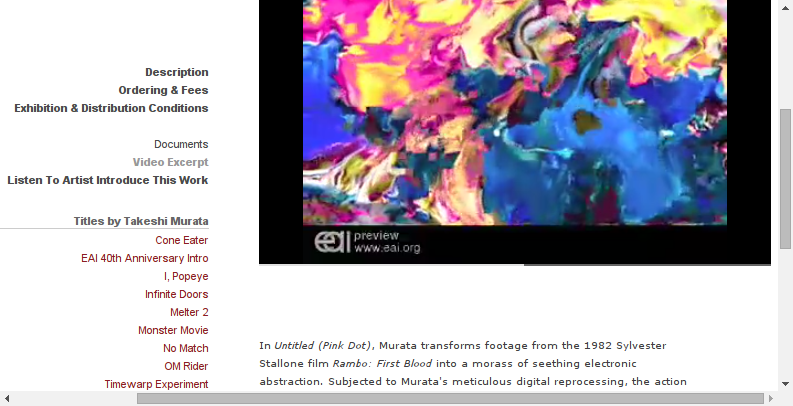 Description
Ordering & Fees
Exhibition & Distribution Conditions
Documents
Video Excerpt
Listen To Artist Introduce This Work
Titles by Takeshi Murata
Cone Eater
EAI 40th Anniversary Intro
I, Popeye
Infinite Doors
Melter 2
Monster Movie
No Match
OM Rider
Timewarp Experiment
eai preview
www.eai.org
In Untitled (Pink Dot), Murata transforms footage from the 1982 Sylvester
Stallone film Rambo: First Blood into a morass of seething electronic
abstraction. Subjected to Murata's meticulous digital reprocessing, the action